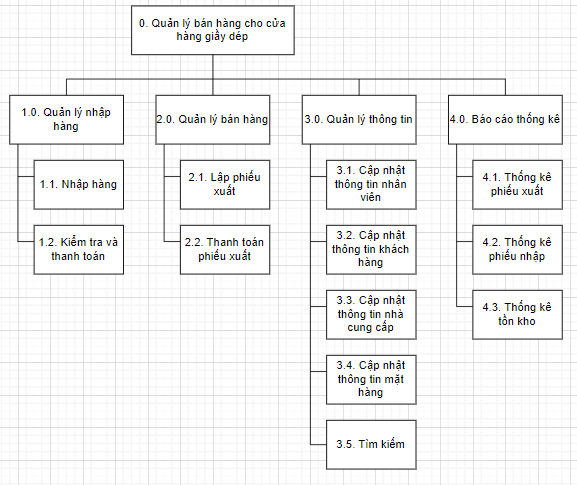 0. Quản lý bán hàng cho cửa
hàng giầy dép
1.0. Quản lý nhập
hàng
2.0. Quản lý bán hàng
3.0. Quản lý thông tin
4.0. Báo cáo thống kê
1.1. Nhập hàng
1.2. Kiểm tra và
thanh toán
2.1. Lập phiếu
xuất
2.2. Thanh toán
phiếu xuất
3.1. Cập nhật
thông tin nhân
viên
3.2. Cập nhật
thông tin khách
hàng
3.3. Cập nhật
thông tin nhà
cung cấp
3.4. Cập nhật
thông tin mặt
hàng
3.5. Tìm kiếm
4.1. Thống kê
phiếu xuất
4.2. Thống kê
phiếu nhập
4.3. Thống kê
tồn kho